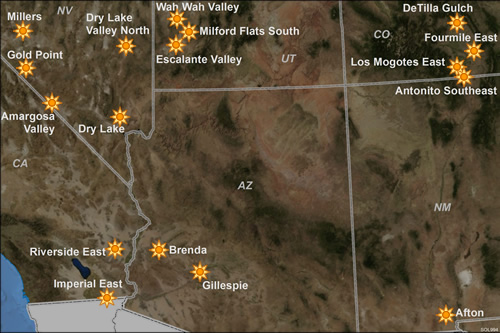 Wah Wah Valley
DeTilla Gulch
NV
Millers
Dry Lake
Valley North
Milford Flats South
CO
Fourmile East
Gold Point
Escalante Valley
UT
Los Mogotes East
Antonito Southeast
Amargosa
Valley
Dry Lake
CA
AZ
NM
Riverside East
Brenda
Imperial East
Gillespie
Afton